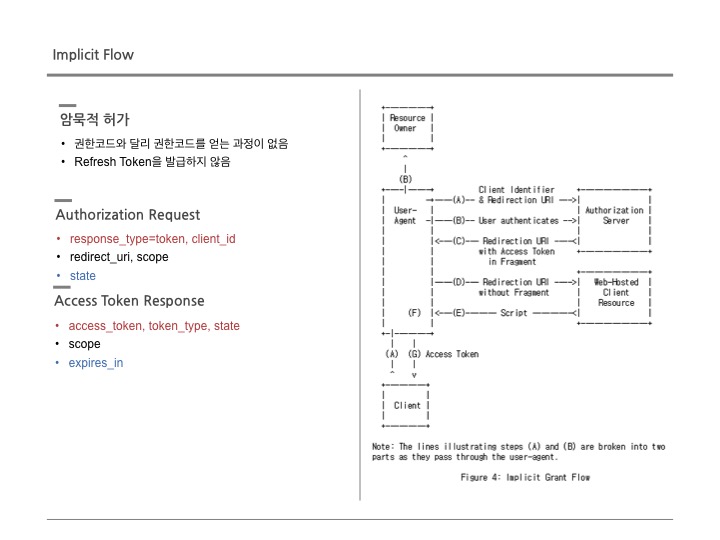 Implicit Flow
암묵적 허가
• 권한코드와 달리 권한코드를 얻는 과정이 없음
• Refresh Token을 발급하지 않음
Authorization Request
• response_type=token, client_id
• redirect_uri, scope
• state
Access Token Response
• access_token, token_type, state
• scope
• expires_in
+----------+
| Resource |
| Owner |
| |
+----------+
^
|
(B)
+----|-----+ Client Identifier +---------------+
| -+----(A)-- & Redirection URI --->| |
| User- | | Authorization |
| Agent -|----(B)-- User authenticates -->| Server |
| | | |
| |<---(C)--- Redirection URI ----<| |
| | with Access Token +---------------+
| | in Fragment
| | +---------------+
| |----(D)--- Redirection URI ---->| Web-Hosted |
| | without Fragment | Client |
| | | Resource |
| (F) |<---(E)------- Script ---------<| |
| | +---------------+
+-|--------+
| |
(A) (G) Access Token
| |
^ v
+---------+
| |
| Client |
| |
+---------+
Note: The lines illustrating steps (A) and (B) are broken into two
parts as they pass through the user-agent.
Figure 4: Implicit Grant Flow